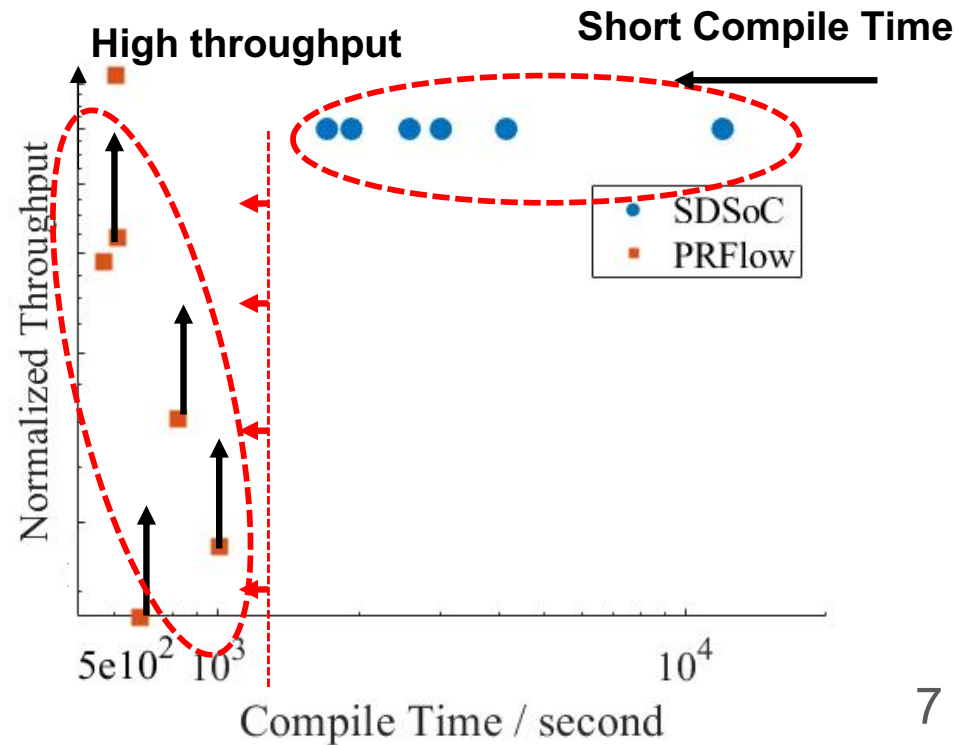 High throughput
Short Compile Time
Normalized Throughput
SDSoC
PRFlow
5e10² 10³ 10⁴
Compile Time / second
7